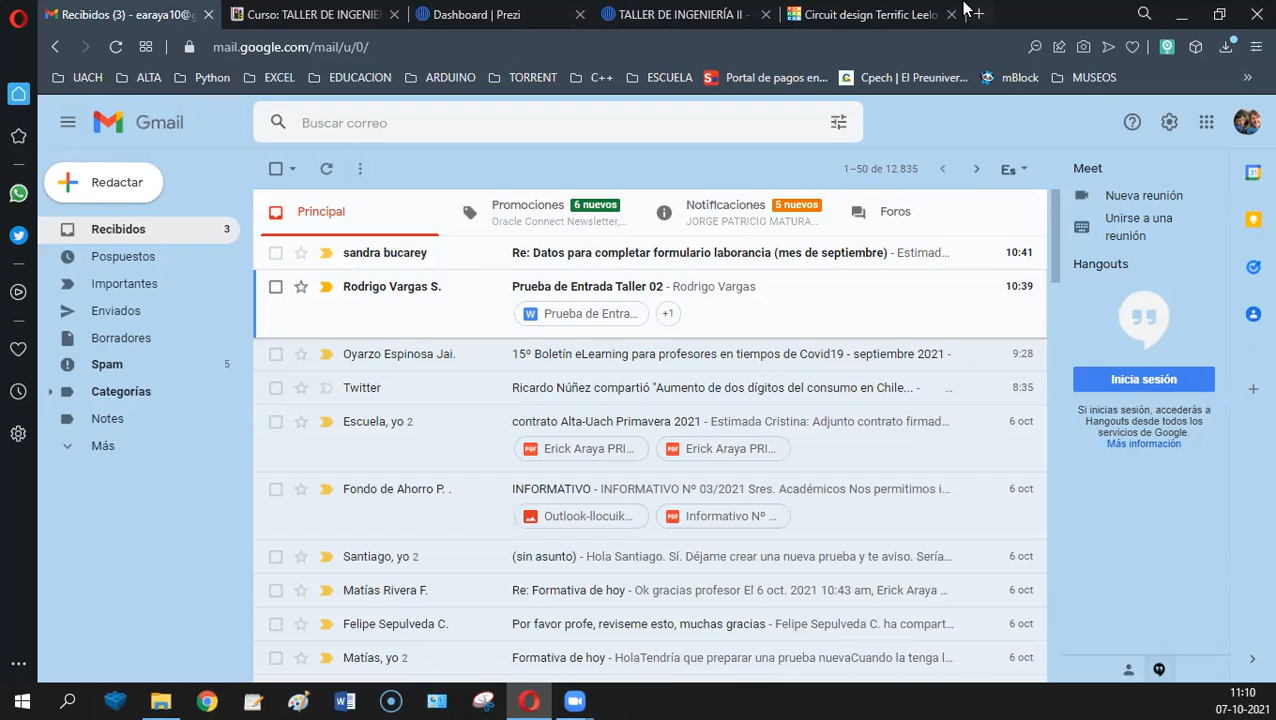 Recibidos (3) - earaya10@g
Curso: TALLER DE INGENIER
Dashboard | Prezi
TALLER DE INGENIERÍA II -
Circuit design Terrific Leelo
mail.google.com/mail/u/0/
UACH
ALTA
Python
EXCEL
EDUCACION
ARDUINO
TORRENT
C++
ESCUELA
Portal de pagos en...
Cpech | El Preuniver...
mBlock
MUSEOS
Gmail
Buscar correo
Redactar
1–50 de 12.835
Es
Recibidos 3
Pospuestos
Importantes
Enviados
Borradores
Spam 5
Categorías
Notes
Más
Principal
Promociones 6 nuevos
Oracle Connect Newsletter,...
Notificaciones 5 nuevos
JORGE PATRICIO MATURA...
Foros
sandra bucarey Re: Datos para completar formulario laborancia (mes de septiembre) - Estimad... 10:41
Rodrigo Vargas S. Prueba de Entrada Taller 02 - Rodrigo Vargas 10:39
Prueba de Entra... +1
Oyarzo Espinosa Jai. 15º Boletín eLearning para profesores en tiempos de Covid19 - septiembre 2021 - 9:28
Twitter Ricardo Núñez compartió "Aumento de dos dígitos del consumo en Chile... - ... 8:35
Escuela, yo 2 contrato Alta-Uach Primavera 2021 - Estimada Cristina: Adjunto contrato firmad... 6 oct
PDF Erick Araya PRI... PDF Erick Araya PRI...
Fondo de Ahorro P. . INFORMATIVO - INFORMATIVO Nº 03/2021 Sres. Académicos Nos permitimos i... 6 oct
Outlook-llocuik... PDF Informativo Nº ...
Santiago, yo 2 (sin asunto) - Hola Santiago. Sí. Déjame crear una nueva prueba y te aviso. Sería... 6 oct
Matías Rivera F. Re: Formativa de hoy - Ok gracias profesor El 6 oct. 2021 10:43 am, Erick Araya ... 6 oct
Felipe Sepulveda C. Por favor profe, reviseme esto, muchas gracias - Felipe Sepulveda C. ha compart... 6 oct
Matías, yo 2 Formativa de hoy - HolaTendría que preparar una prueba nuevaCuando la tenga l... 6 oct
Meet
Nueva reunión
Unirse a una
reunión
Hangouts
Inicia sesión
Si inicias sesión, accederás a
Hangouts desde todos los
servicios de Google.
Más información
11:10
07-10-2021